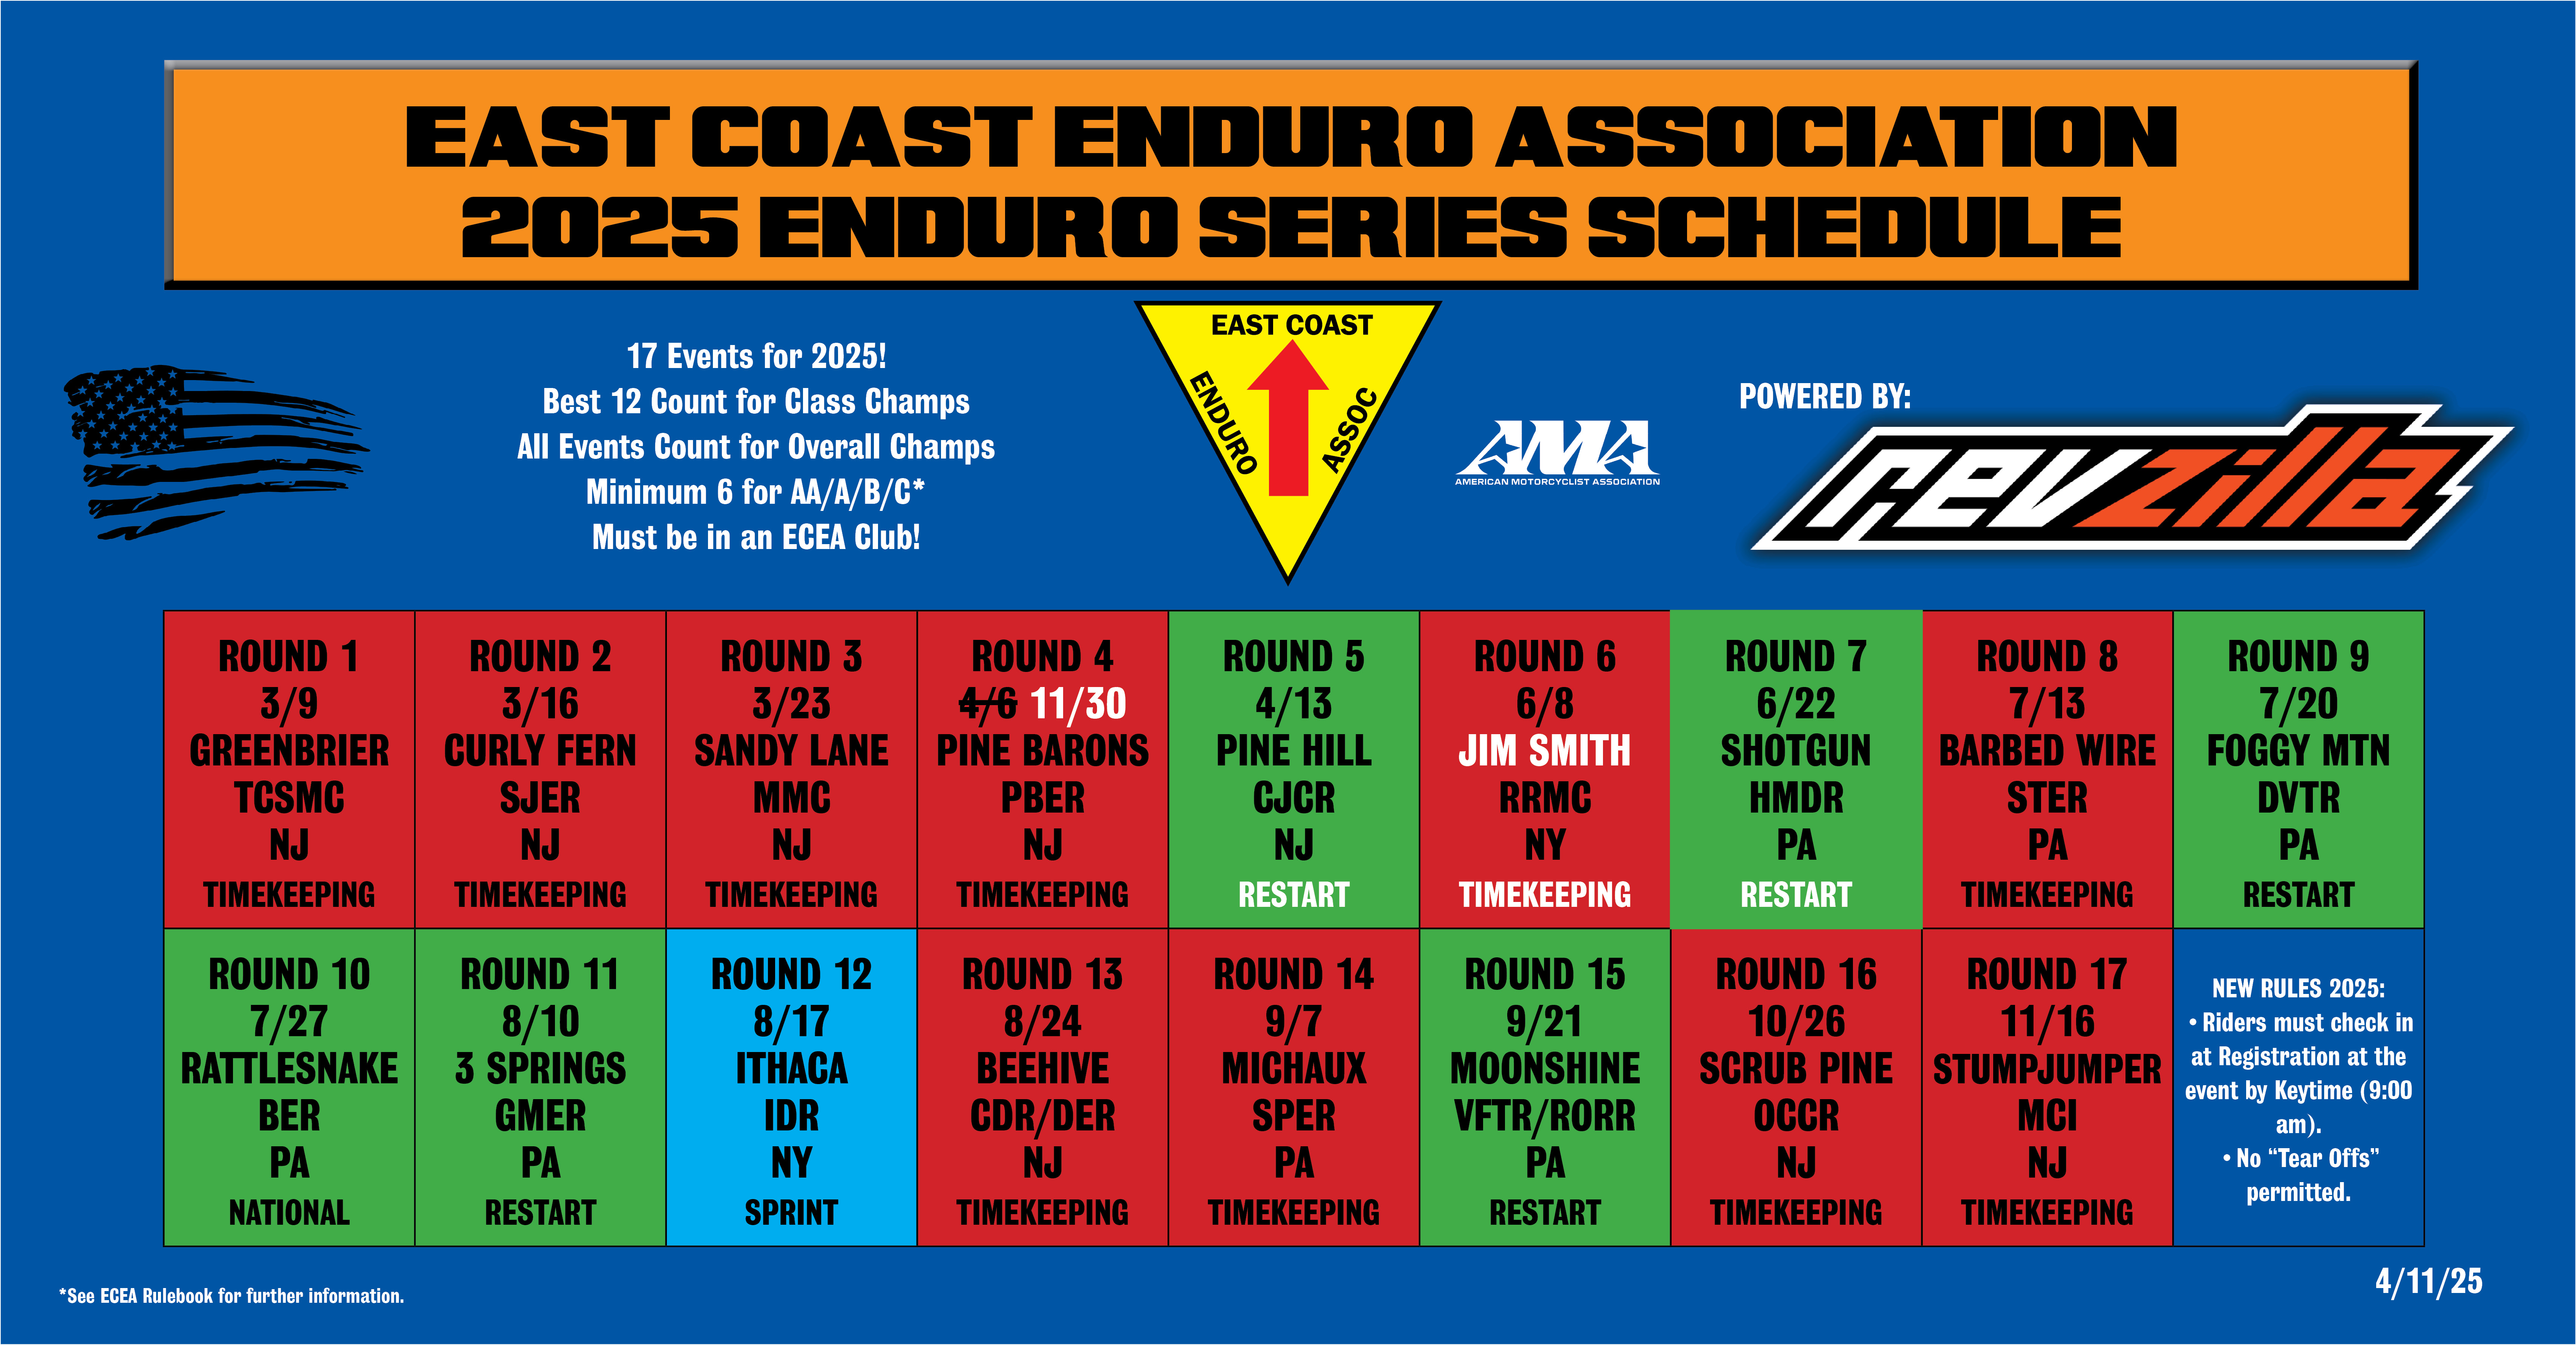 EAST COAST ENDURO ASSOCIATION
2025 ENDURO SERIES SCHEDULE
17 Events for 2025!
Best 12 Count for Class Champs
All Events Count for Overall Champs
Minimum 6 for AA/A/B/C*
Must be in an ECEA Club!
EAST COAST
ENDURO
ASSOC
AMA
AMERICAN MOTORCYCLIST ASSOCIATION
POWERED BY:
revzilla
ROUND 1
3/9
GREENBRIER
TCSMC
NJ
TIMEKEEPING
ROUND 2
3/16
CURLY FERN
SJER
NJ
TIMEKEEPING
ROUND 3
3/23
SANDY LANE
MMC
NJ
TIMEKEEPING
ROUND 4
4/6 11/30
PINE BARONS
PBER
NJ
TIMEKEEPING
ROUND 5
4/13
PINE HILL
CJCR
NJ
RESTART
ROUND 6
6/8
JIM SMITH
RRMC
NY
TIMEKEEPING
ROUND 7
6/22
SHOTGUN
HMDR
PA
RESTART
ROUND 8
7/13
BARBED WIRE
STER
PA
TIMEKEEPING
ROUND 9
7/20
FOGGY MTN
DVTR
PA
RESTART
ROUND 10
7/27
RATTLESNAKE
BER
PA
NATIONAL
ROUND 11
8/10
3 SPRINGS
GMER
PA
RESTART
ROUND 12
8/17
ITHACA
IDR
NY
SPRINT
ROUND 13
8/24
BEEHIVE
CDR/DER
NJ
TIMEKEEPING
ROUND 14
9/7
MICHAUX
SPER
PA
TIMEKEEPING
ROUND 15
9/21
MOONSHINE
VFTR/RORR
PA
RESTART
ROUND 16
10/26
SCRUB PINE
OCCR
NJ
TIMEKEEPING
ROUND 17
11/16
STUMPJUMPER
MCI
NJ
TIMEKEEPING
NEW RULES 2025:
• Riders must check in
at Registration at the
event by Keytime (9:00
am).
• No “Tear Offs”
permitted.
*See ECEA Rulebook for further information.
4/11/25